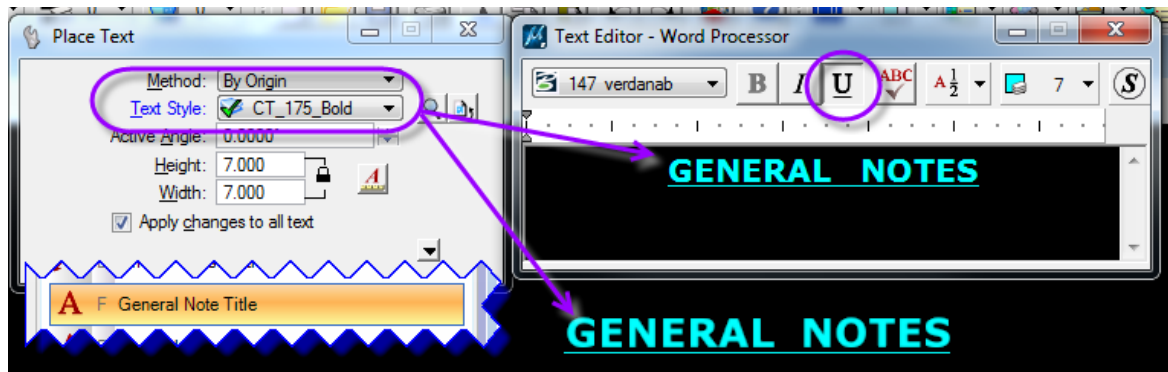 Place Text
Method: By Origin
Text Style: CT_175_Bold
Active Angle: 0.0000°
Height: 7.000
Width: 7.000
Apply changes to all text
A F General Note Title
Text Editor - Word Processor
147 verdanab B I U ABC A 1/2 7 S
GENERAL NOTES
GENERAL NOTES